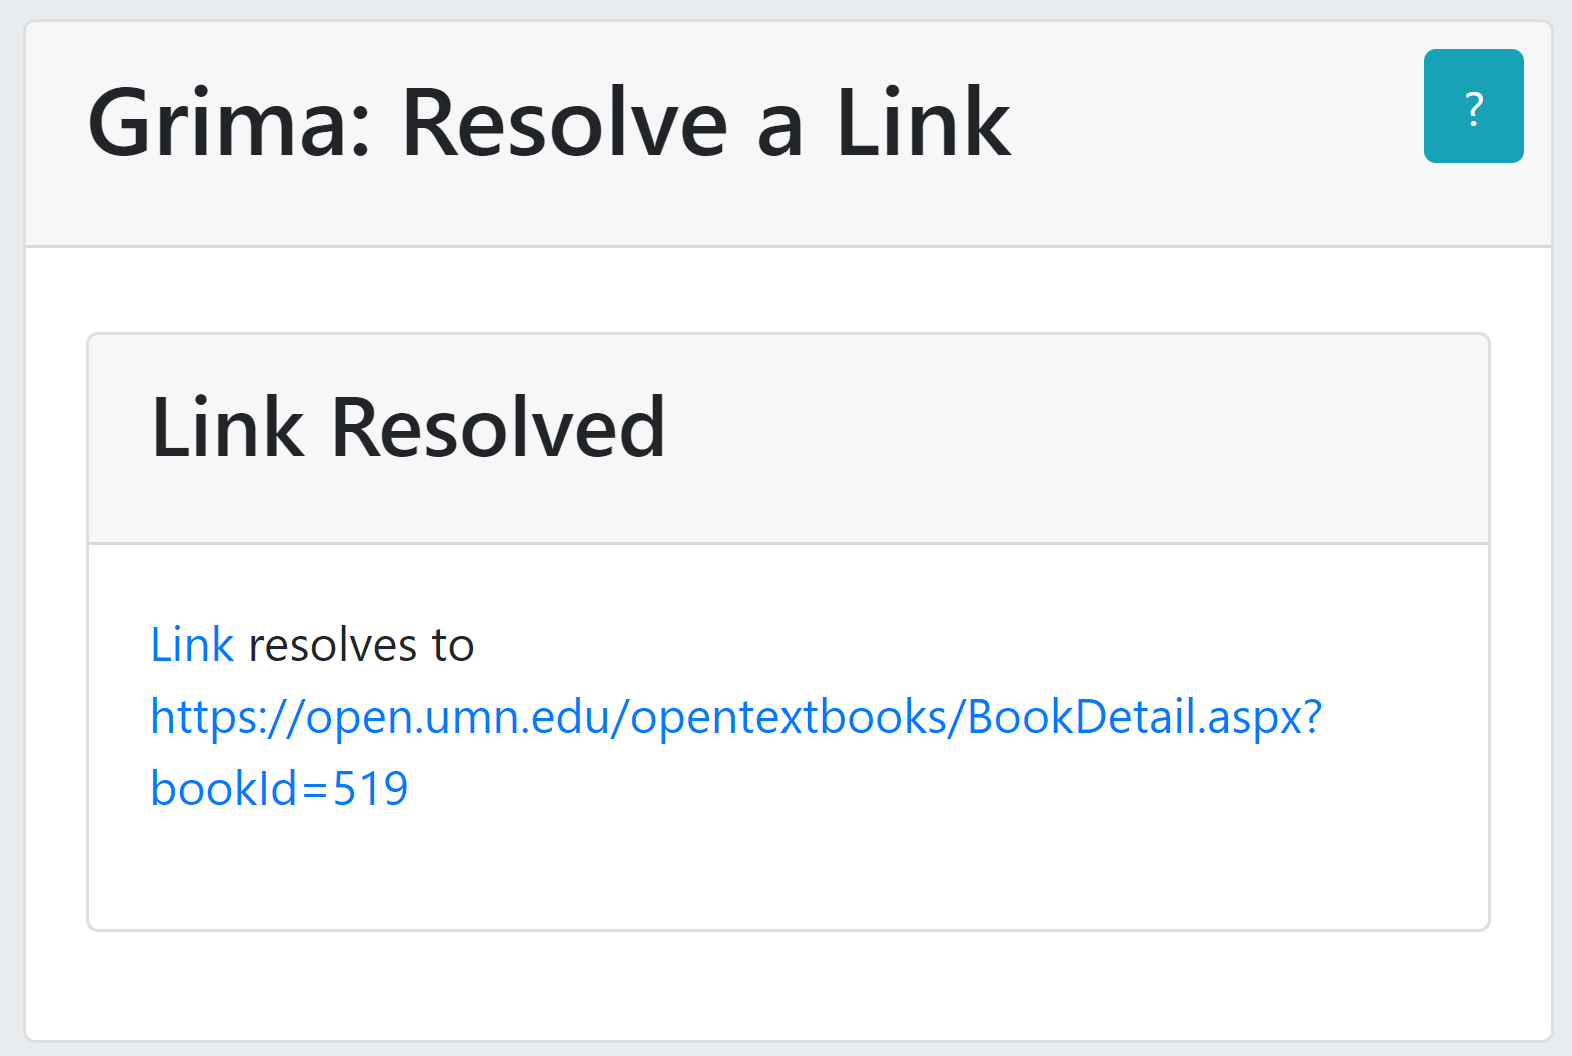 Grima: Resolve a Link
?
Link Resolved
Link resolves to
https://open.umn.edu/opentextbooks/BookDetail.aspx?
bookId=519